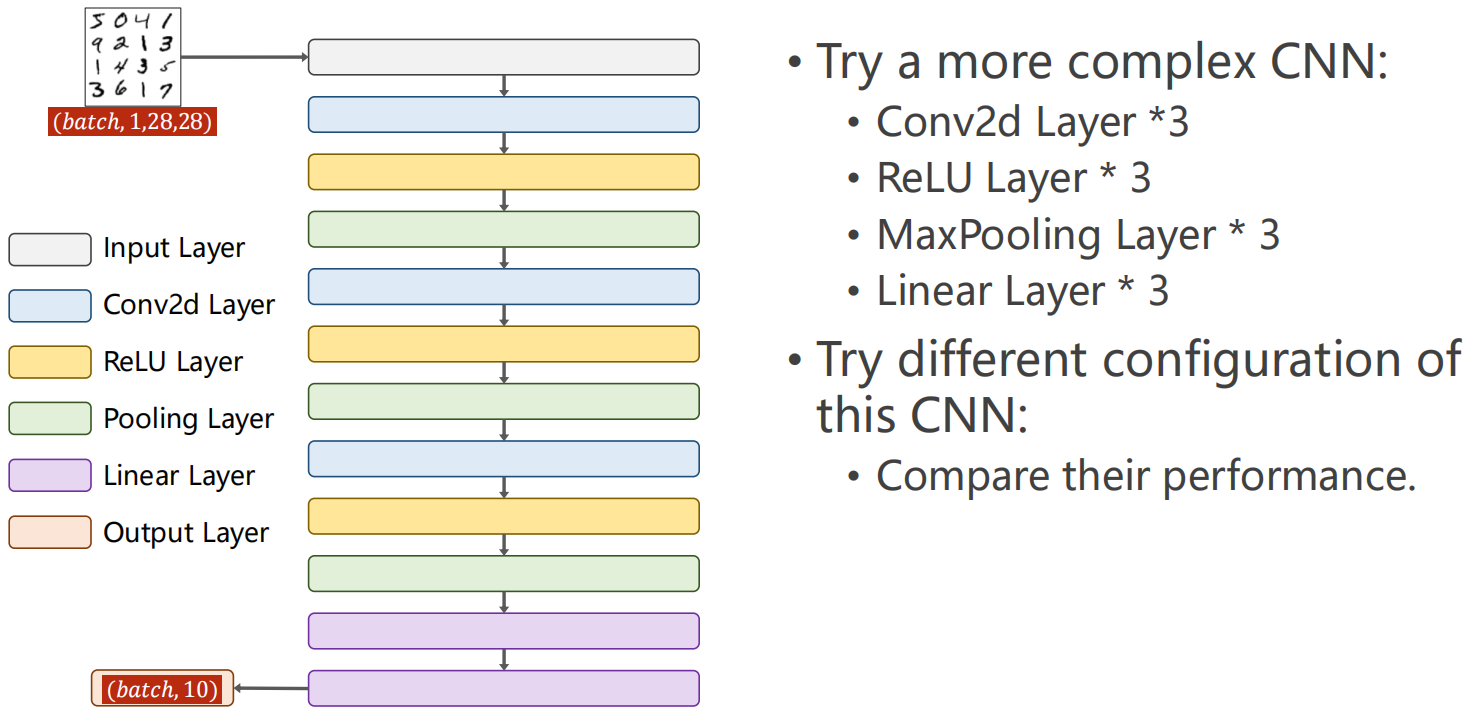 5 0 4 1
9 2 1 3
1 4 3 5
3 6 1 7
(batch, 1,28,28)
Input Layer
Conv2d Layer
ReLU Layer
Pooling Layer
Linear Layer
Output Layer
(batch, 10)
• Try a more complex CNN:
• Conv2d Layer *3
• ReLU Layer * 3
• MaxPooling Layer * 3
• Linear Layer * 3
• Try different configuration of
this CNN:
• Compare their performance.